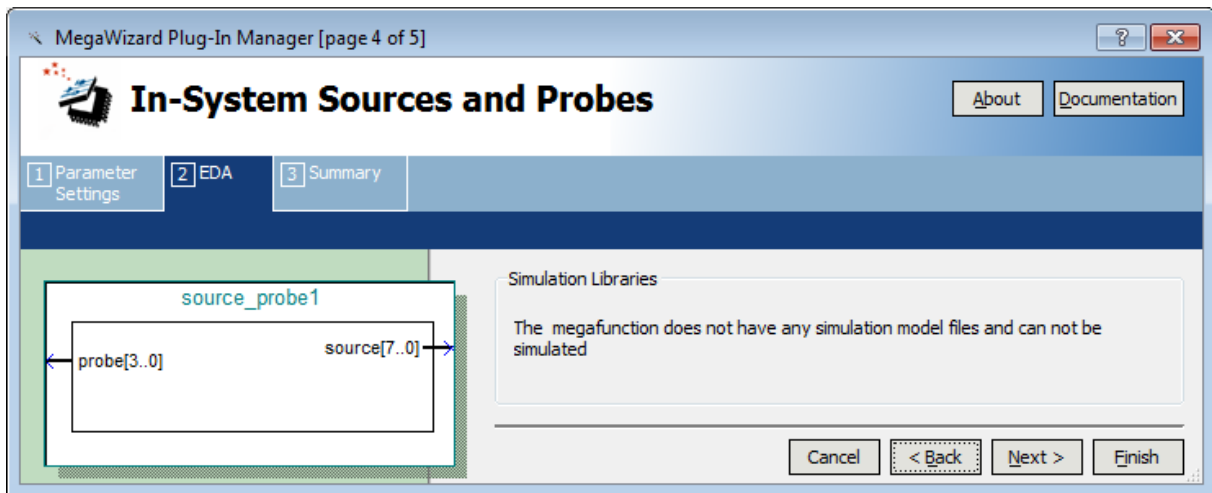 MegaWizard Plug-In Manager [page 4 of 5]
?
In-System Sources and Probes
About
Documentation
1 Parameter Settings
2 EDA
3 Summary
source_probe1
probe[3..0]
source[7..0]
Simulation Libraries
The megafunction does not have any simulation model files and can not be
simulated
Cancel
< Back
Next >
Finish